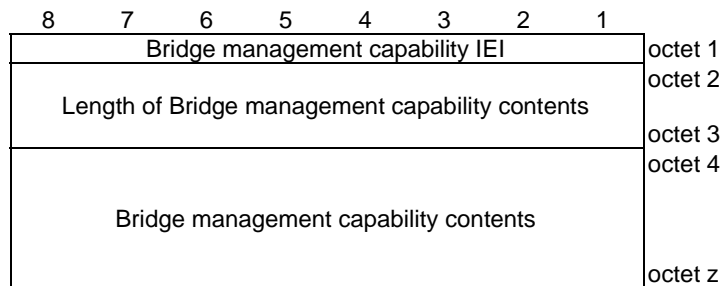 8 7 6 5 4 3 2 1
Bridge management capability IEI octet 1
octet 2
Length of Bridge management capability contents
octet 3
octet 4
Bridge management capability contents
octet z